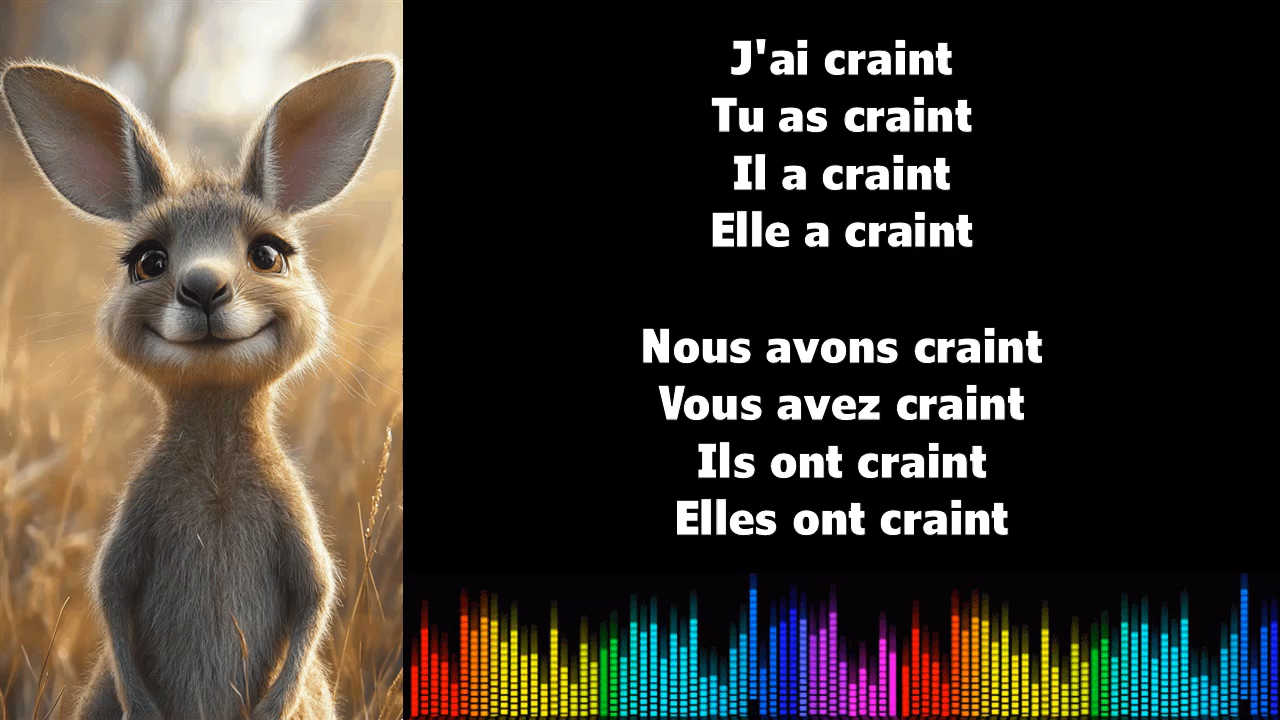 J'ai craint
Tu as craint
Il a craint
Elle a craint
Nous avons craint
Vous avez craint
Ils ont craint
Elles ont craint